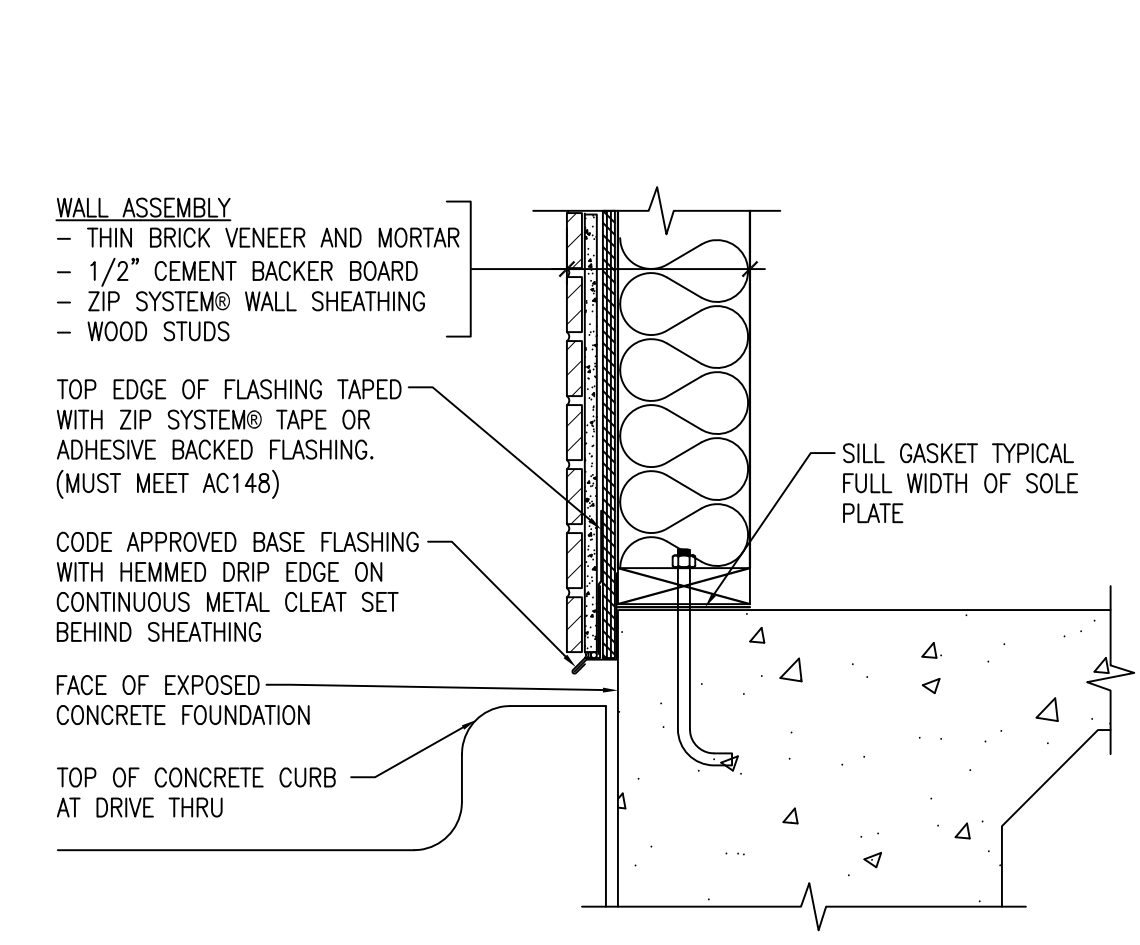 WALL ASSEMBLY
– THIN BRICK VENEER AND MORTAR
– 1/2” CEMENT BACKER BOARD
– ZIP SYSTEM® WALL SHEATHING
– WOOD STUDS
TOP EDGE OF FLASHING TAPED
WITH ZIP SYSTEM® TAPE OR
ADHESIVE BACKED FLASHING.
(MUST MEET AC148)
CODE APPROVED BASE FLASHING
WITH HEMMED DRIP EDGE ON
CONTINUOUS METAL CLEAT SET
BEHIND SHEATHING
FACE OF EXPOSED
CONCRETE FOUNDATION
TOP OF CONCRETE CURB
AT DRIVE THRU
SILL GASKET TYPICAL
FULL WIDTH OF SOLE
PLATE